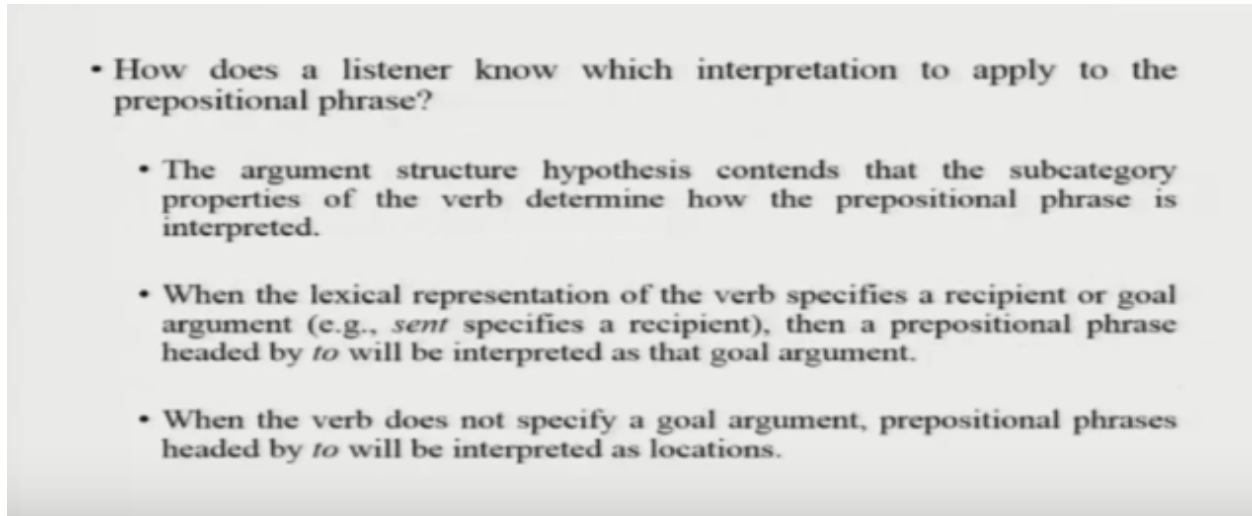 • How does a listener know which interpretation to apply to the
prepositional phrase?
• The argument structure hypothesis contends that the subcategory
properties of the verb determine how the prepositional phrase is
interpreted.
• When the lexical representation of the verb specifies a recipient or goal
argument (e.g., sent specifies a recipient), then a prepositional phrase
headed by to will be interpreted as that goal argument.
• When the verb does not specify a goal argument, prepositional phrases
headed by to will be interpreted as locations.